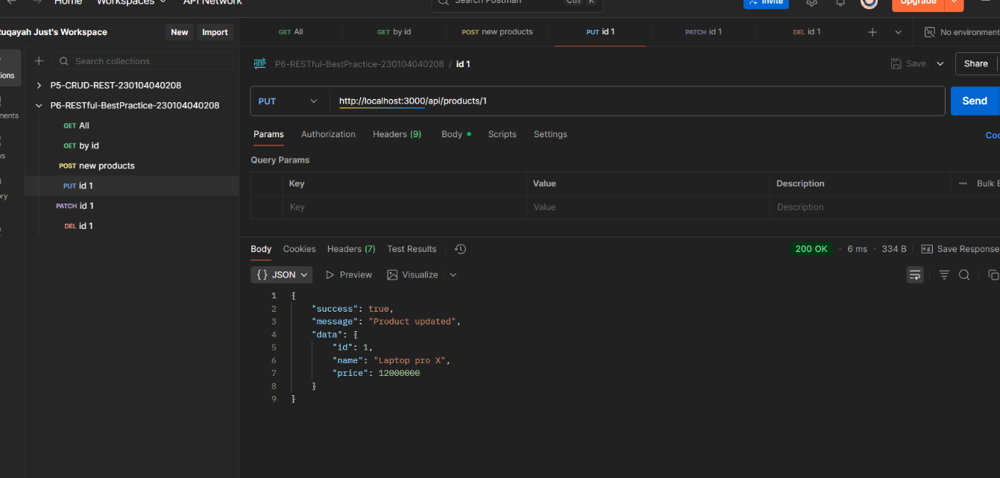 Home Workspaces API Network Search Postman Ctrl K Invite Upgrade
uqayah Just's Workspace New Import GET All GET by id POST new products PUT id 1 PATCH id 1 DEL id 1 No environment
Search collections
P6-RESTful-BestPractice-230104040208 / id 1 Save Share
P5-CRUD-REST-230104040208
P6-RESTful-BestPractice-230104040208
GET All
GET by id
POST new products
PUT id 1
PATCH id 1
DEL id 1
PUT http://localhost:3000/api/products/1 Send
Params Authorization Headers (9) Body Scripts Settings
Query Params
Key Value Description Bulk
Key Value Description
Body Cookies Headers (7) Test Results 200 OK • 6 ms • 334 B Save Response
{} JSON Preview Visualize
1 {
2 "success": true,
3 "message": "Product updated",
4 "data": {
5 "id": 1,
6 "name": "Laptop pro X",
7 "price": 12000000
8 }
9 }